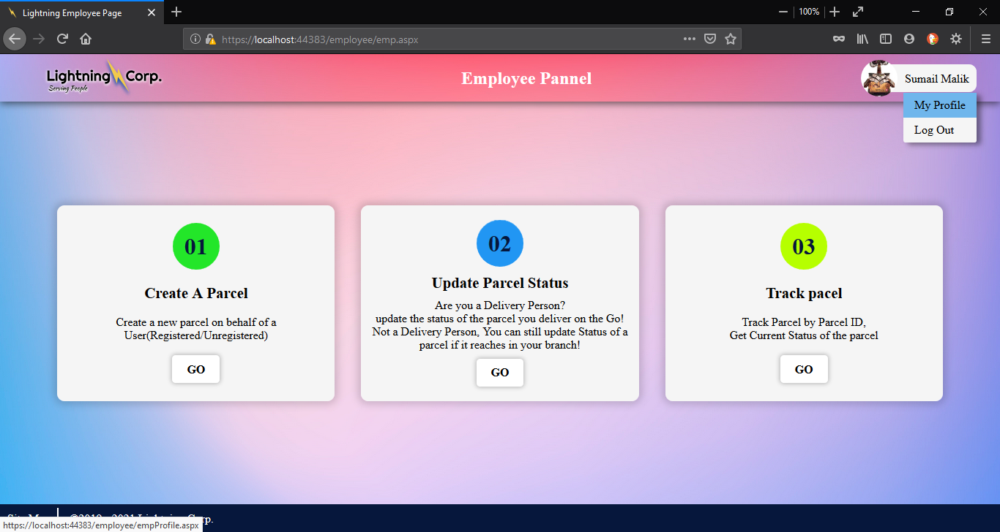 Lightning Employee Page
100%
https://localhost:44383/employee/emp.aspx
Lightning Corp.
Serving People
Employee Pannel
Sumail Malik
My Profile
Log Out
01
Create A Parcel
Create a new parcel on behalf of a
User(Registered/Unregistered)
GO
02
Update Parcel Status
Are you a Delivery Person?
update the status of the parcel you deliver on the Go!
Not a Delivery Person, You can still update Status of a
parcel if it reaches in your branch!
GO
03
Track pacel
Track Parcel by Parcel ID,
Get Current Status of the parcel
GO
©2019 - 2021 Lightning Corp.
https://localhost:44383/employee/empProfile.aspx